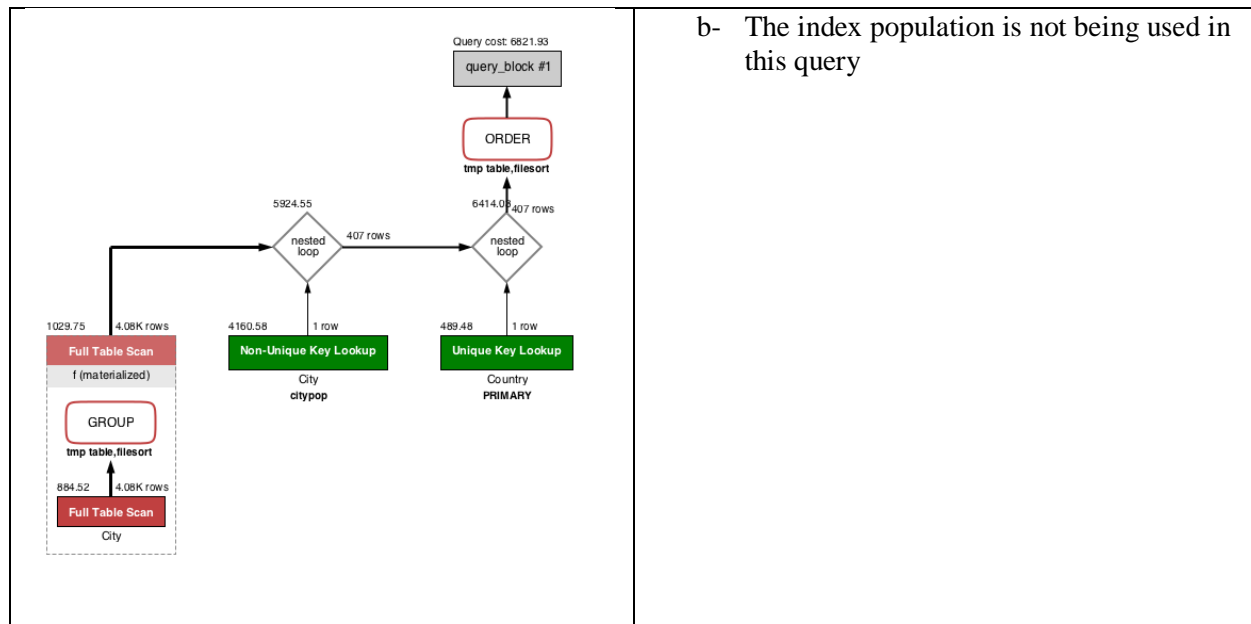 Query cost: 6821.93
query_block #1
ORDER
tmp table,filesort
5924.55
6414.03
407 rows
nested
loop
407 rows
nested
loop
1029.75
4.08K rows
4160.58
1 row
489.48
1 row
Full Table Scan
Non-Unique Key Lookup
Unique Key Lookup
f (materialized)
City
citypop
Country
PRIMARY
GROUP
tmp table,filesort
884.52
4.08K rows
Full Table Scan
City
b- The index population is not being used in
this query